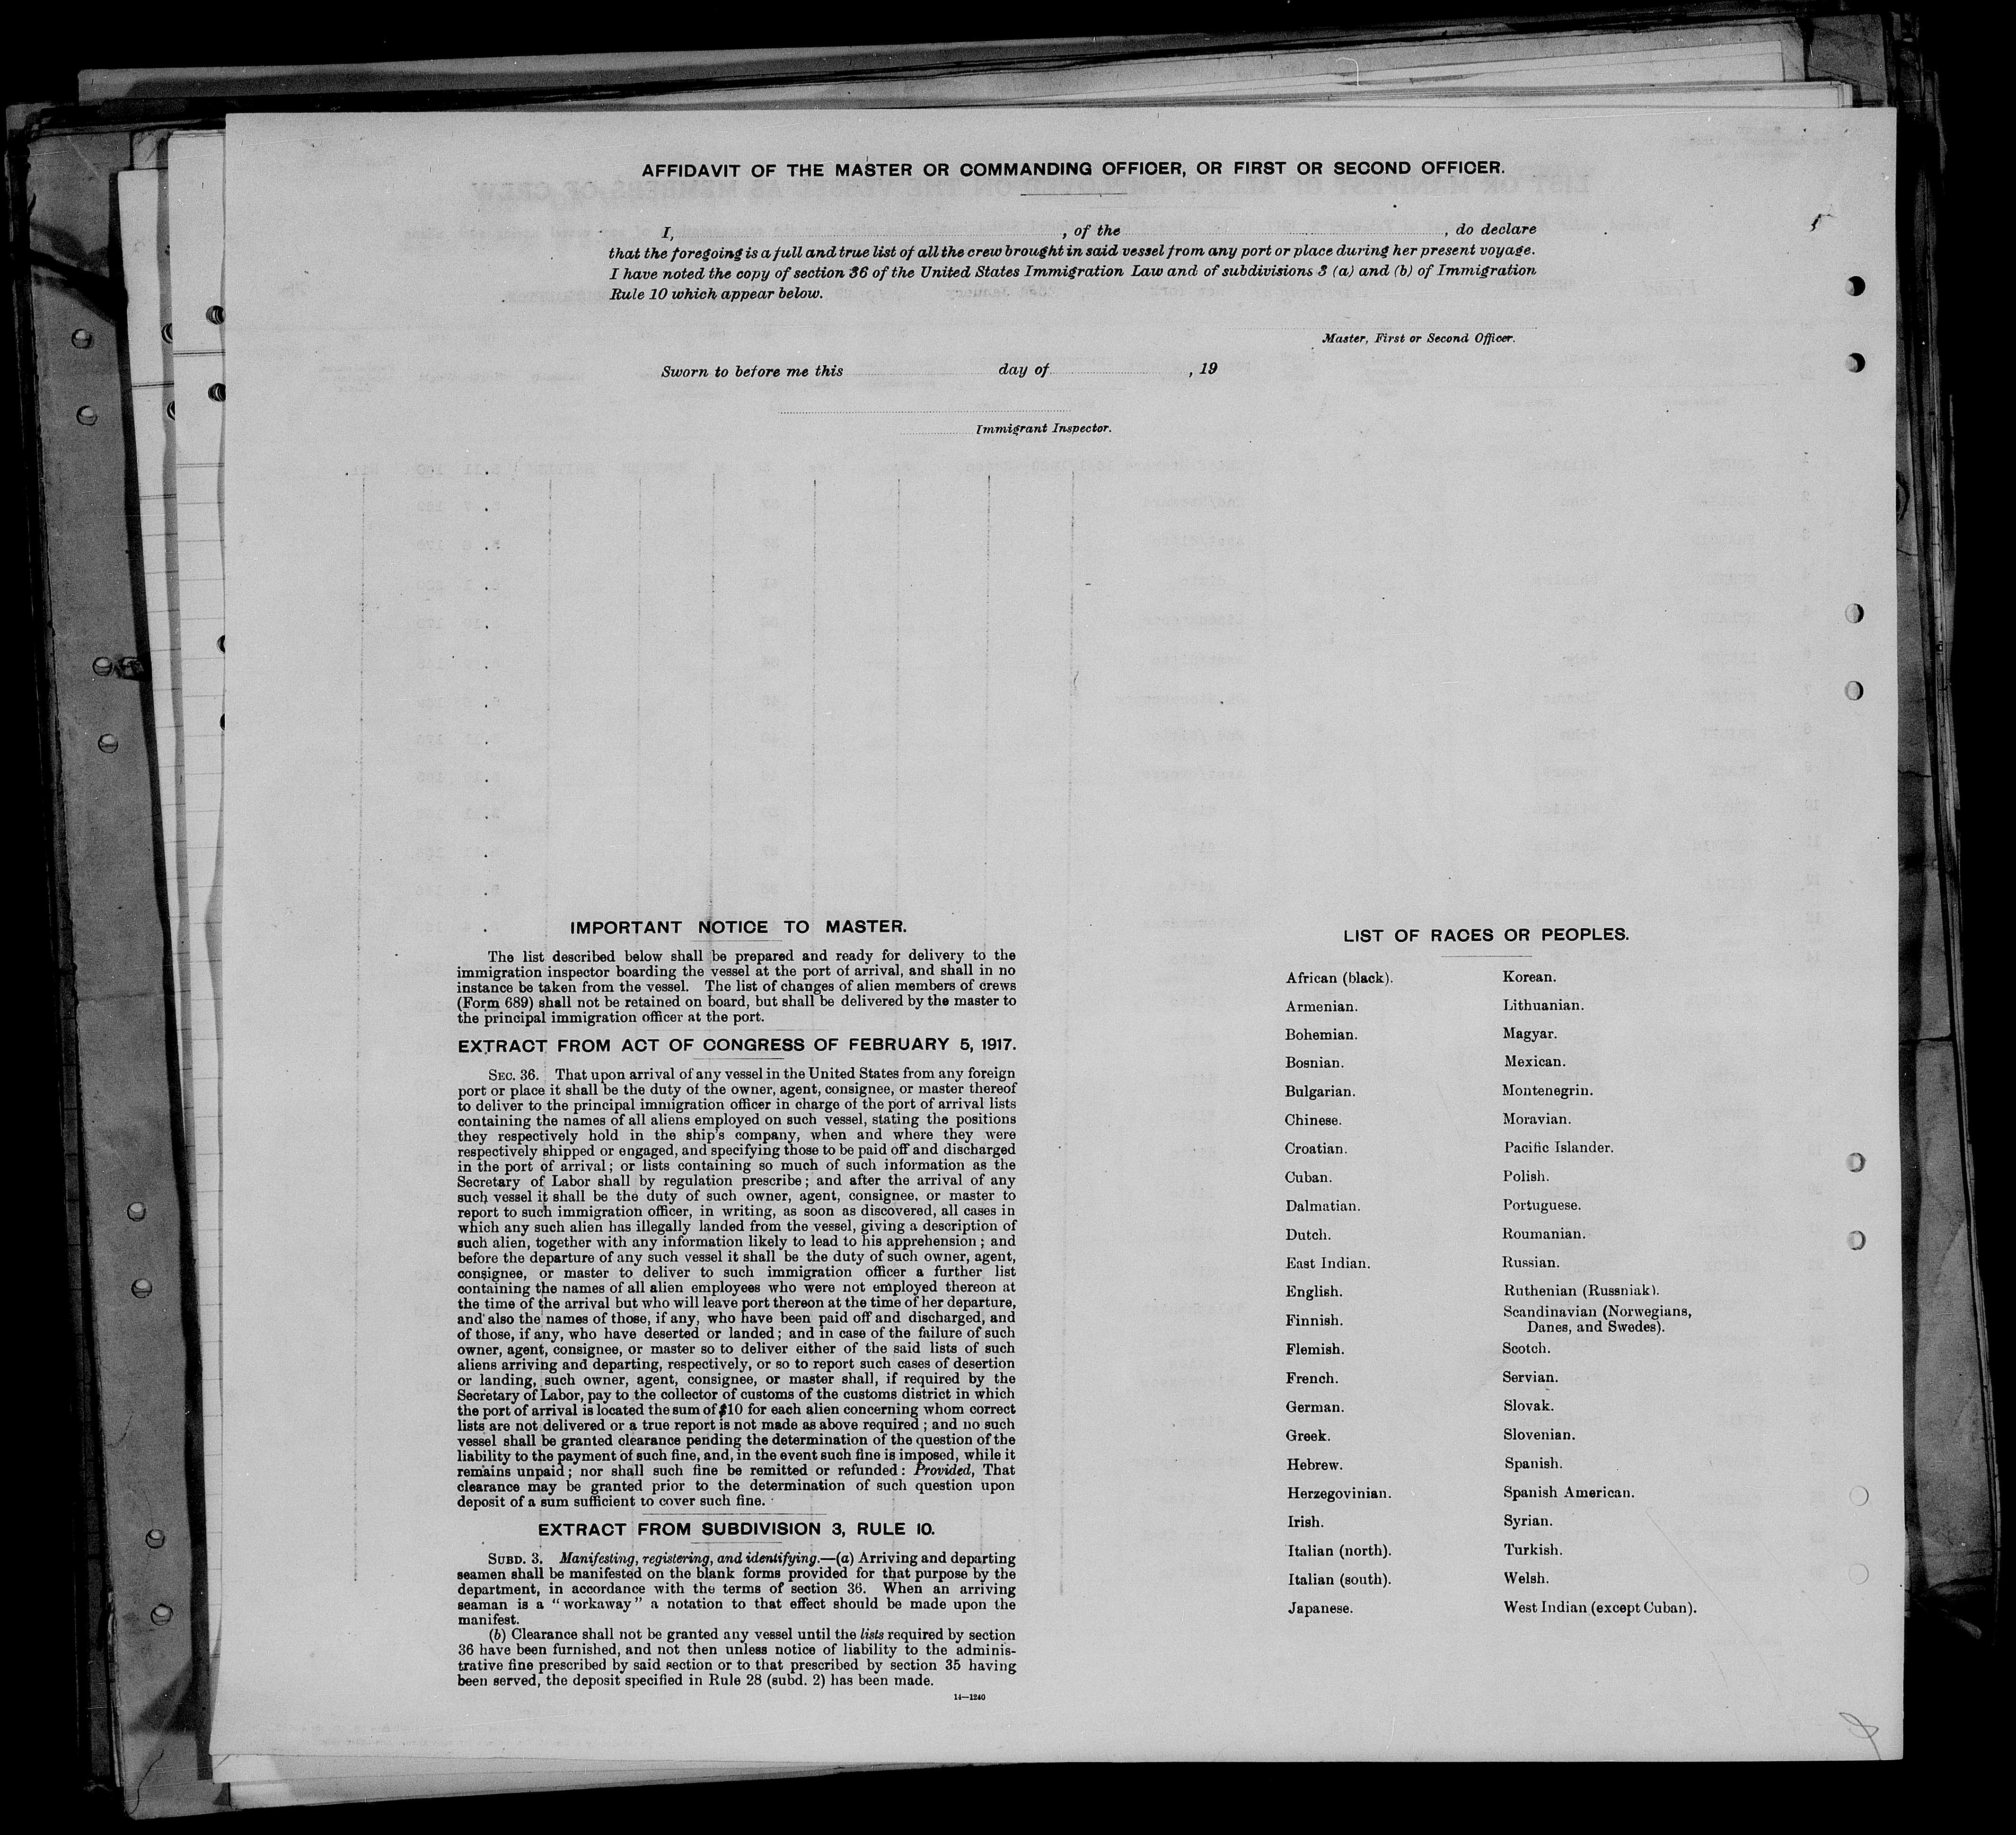 AFFIDAVIT OF THE MASTER OR COMMANDING OFFICER, OR FIRST OR SECOND OFFICER.
I, , of the , do declare
that the foregoing is a full and true list of all the crew brought in said vessel from any port or place during her present voyage.
I have noted the copy of section 36 of the United States Immigration Law and of subdivisions 3 (a) and (b) of Immigration
Rule 10 which appear below.
Master, First or Second Officer.
Sworn to before me this day of , 19
Immigrant Inspector.
IMPORTANT NOTICE TO MASTER.
The list described below shall be prepared and ready for delivery to the
immigration inspector boarding the vessel at the port of arrival, and shall in no
instance be taken from the vessel. The list of changes of alien members of crews
(Form 689) shall not be retained on board, but shall be delivered by the master to
the principal immigration officer at the port.
EXTRACT FROM ACT OF CONGRESS OF FEBRUARY 5, 1917.
SEC. 36. That upon arrival of any vessel in the United States from any foreign
port or place it shall be the duty of the owner, agent, consignee, or master thereof
to deliver to the principal immigration officer in charge of the port of arrival lists
containing the names of all aliens employed on such vessel, stating the positions
they respectively hold in the ship's company, when and where they were
respectively shipped or engaged, and specifying those to be paid off and discharged
in the port of arrival; or lists containing so much of such information as the
Secretary of Labor shall by regulation prescribe; and after the arrival of any
such vessel it shall be the duty of such owner, agent, consignee, or master to
report to such immigration officer, in writing, as soon as discovered, all cases in
which any such alien has illegally landed from the vessel, giving a description of
such alien, together with any information likely to lead to his apprehension; and
before the departure of any such vessel it shall be the duty of such owner, agent,
consignee, or master to deliver to such immigration officer a further list
containing the names of all alien employees who were not employed thereon at
the time of the arrival but who will leave port thereon at the time of her departure,
and also the names of those, if any, who have been paid off and discharged, and
of those, if any, who have deserted or landed; and in case of the failure of such
owner, agent, consignee, or master so to deliver either of the said lists of such
aliens arriving and departing, respectively, or so to report such cases of desertion
or landing, such owner, agent, consignee, or master shall, if required by the
Secretary of Labor, pay to the collector of customs of the customs district in which
the port of arrival is located the sum of $10 for each alien concerning whom correct
lists are not delivered or a true report is not made as above required; and no such
vessel shall be granted clearance pending the determination of the question of the
liability to the payment of such fine, and, in the event such fine is imposed, while it
remains unpaid; nor shall such fine be remitted or refunded: Provided, That
clearance may be granted prior to the determination of such question upon
deposit of a sum sufficient to cover such fine.
EXTRACT FROM SUBDIVISION 3, RULE 10.
SUBD. 3. Manifesting, registering, and identifying.—(a) Arriving and departing
seamen shall be manifested on the blank forms provided for that purpose by the
department, in accordance with the terms of section 36. When an arriving
seaman is a "workaway" a notation to that effect should be made upon the
manifest.
(b) Clearance shall not be granted any vessel until the lists required by section
36 have been furnished, and not then unless notice of liability to the adminis-
trative fine prescribed by said section or to that prescribed by section 35 having
been served, the deposit specified in Rule 28 (subd. 2) has been made.
14—1240
LIST OF RACES OR PEOPLES.
African (black).
Armenian.
Bohemian.
Bosnian.
Bulgarian.
Chinese.
Croatian.
Cuban.
Dalmatian.
Dutch.
East Indian.
English.
Finnish.
Flemish.
French.
German.
Greek.
Hebrew.
Herzegovinian.
Irish.
Italian (north).
Italian (south).
Japanese.
Korean.
Lithuanian.
Magyar.
Mexican.
Montenegrin.
Moravian.
Pacific Islander.
Polish.
Portuguese.
Roumanian.
Russian.
Ruthenian (Russniak).
Scandinavian (Norwegians,
Danes, and Swedes).
Scotch.
Servian.
Slovak.
Slovenian.
Spanish.
Spanish American.
Syrian.
Turkish.
Welsh.
West Indian (except Cuban).